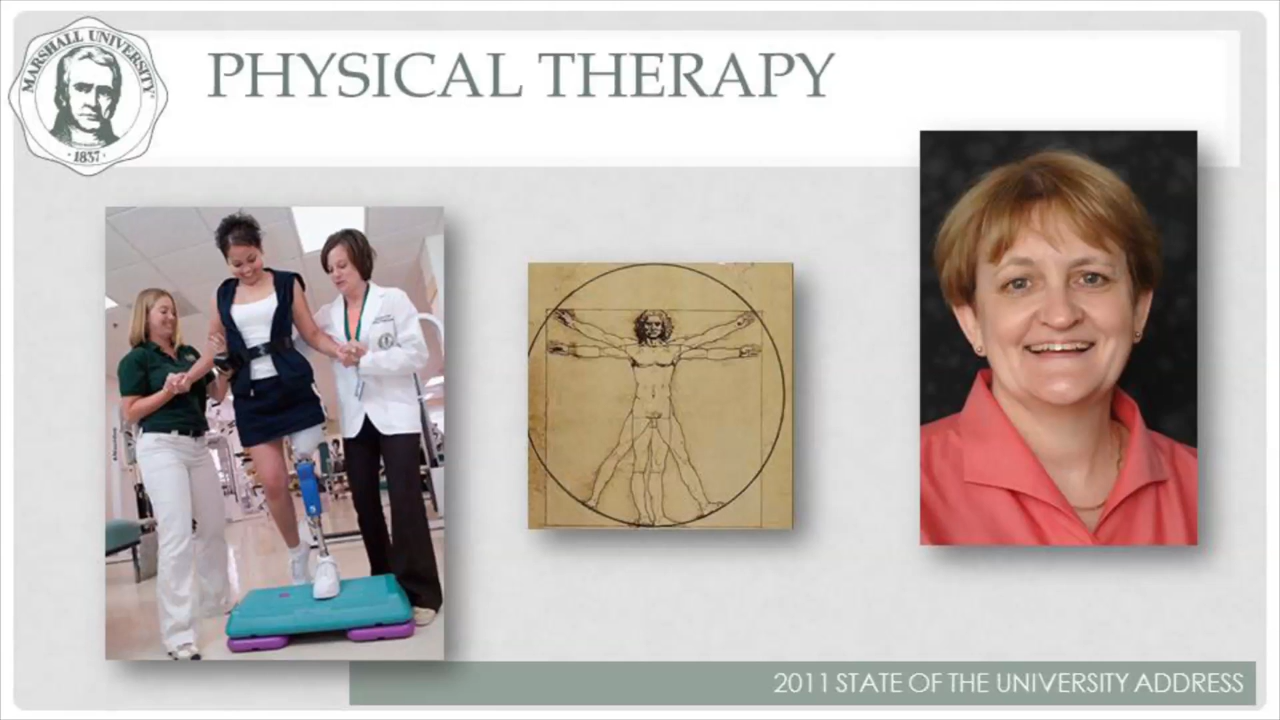 MARSHALL UNIVERSITY
· 1837 ·
PHYSICAL THERAPY
2011 STATE OF THE UNIVERSITY ADDRESS